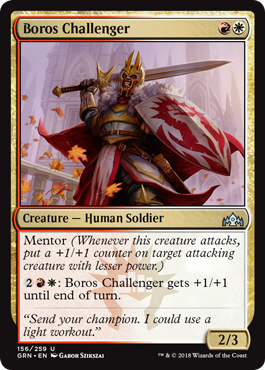 Boros Challenger
Creature — Human Soldier
Mentor (Whenever this creature attacks,
put a +1/+1 counter on target attacking
creature with lesser power.)
2 : Boros Challenger gets +1/+1
until end of turn.
“Send your champion. I could use a
light workout.”
2/3
156/259 U
GRN • EN Gabor Szikszai
™ & © 2018 Wizards of the Coast